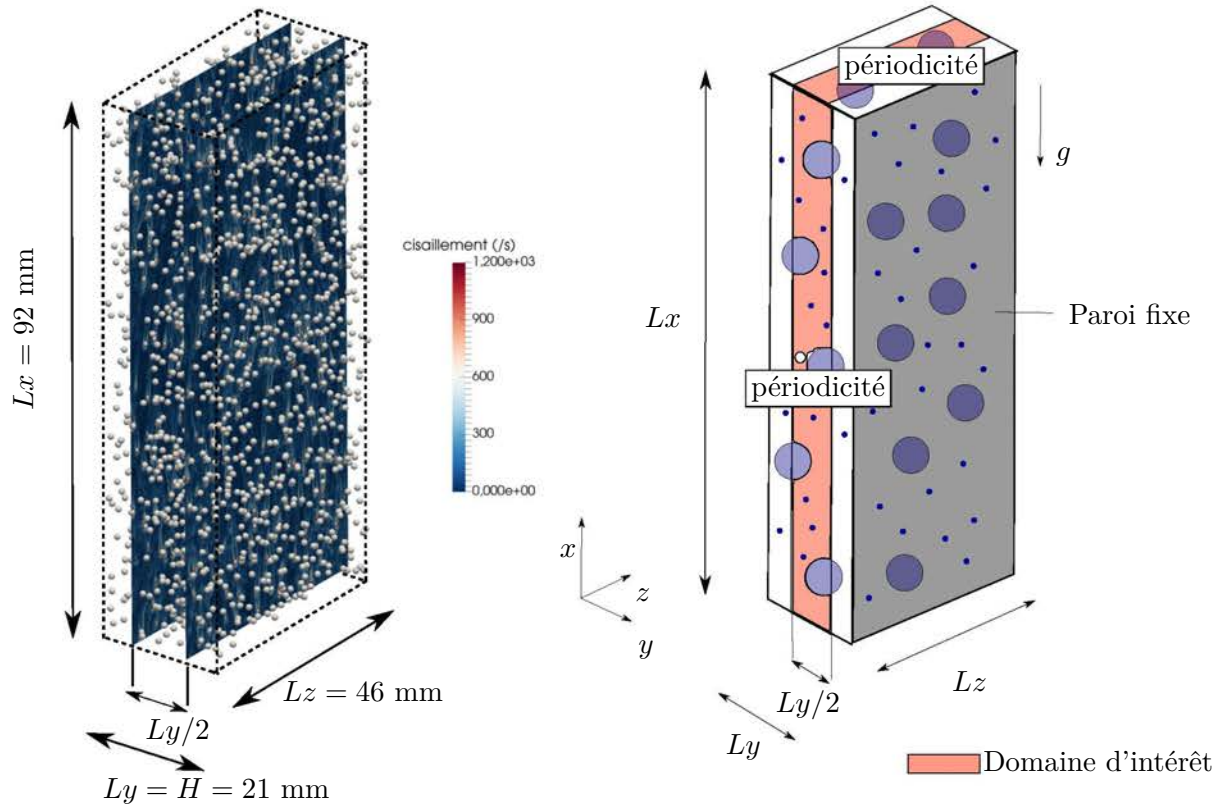 Lx = 92 mm
cisaillement (/s)
1,200e+03
900
600
300
0,000e+00
Lz = 46 mm
Ly/2
Ly = H = 21 mm
x
z
y
périodicité
g
Lx
Paroi fixe
périodicité
Lz
Ly/2
Ly
Domaine d'intérêt